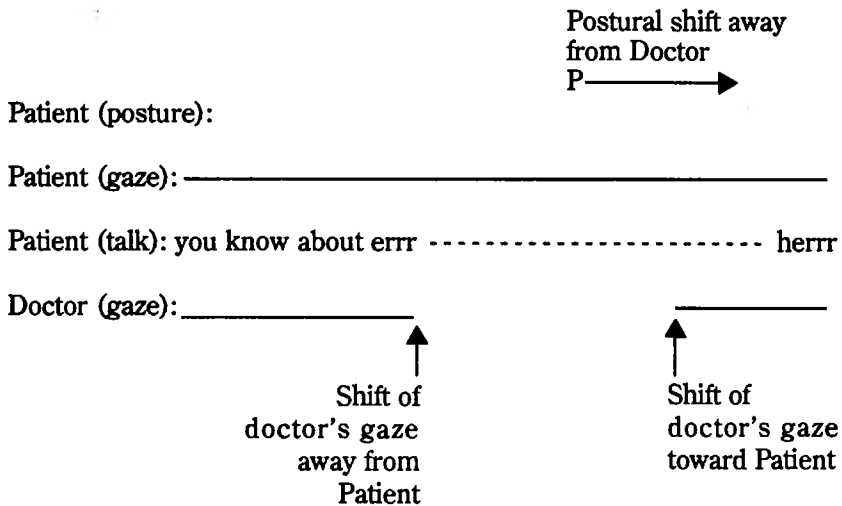 Postural shift away
from Doctor
P
Patient (posture):
Patient (gaze):
Patient (talk): you know about errr - - - - - - - - - - - - - - - - - - - - - - - - - - - - herrr
Doctor (gaze):
Shift of
doctor's gaze
away from
Patient
Shift of
doctor's gaze
toward Patient